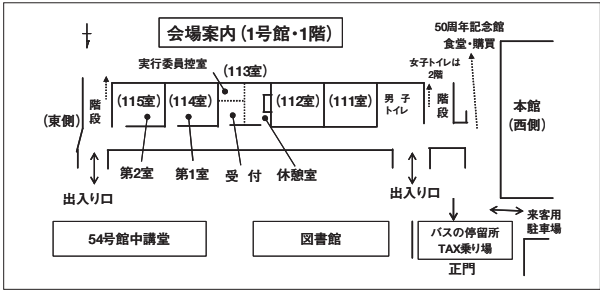 会場案内(1号館・1階)
50周年記念館
食堂・購買
女子トイレは
2階
実行委員控室
(113室)
階段
(115室)
(114室)
(112室)
(111室)
男子
トイレ
階段
本館
(西側)
(東側)
第2室
第1室
受付
休憩室
出入り口
出入り口
来客用
駐車場
54号館中講堂
図書館
バスの停留所
TAX乗り場
正門